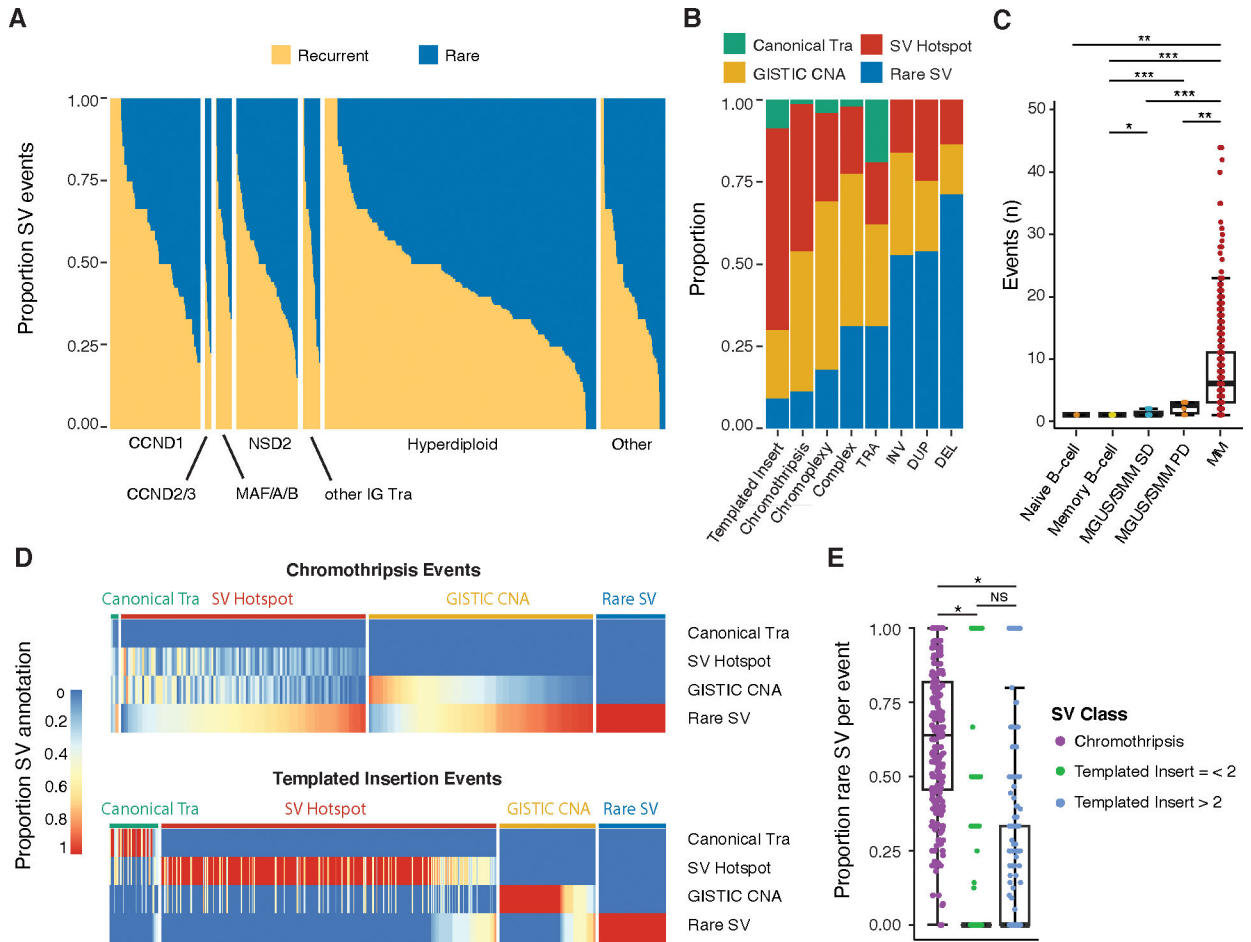 A
Recurrent
Rare
Proportion SV events
1.00
0.75
0.50
0.25
0.00
CCND1
NSD2
Hyperdiploid
Other
CCND2/3
MAF/A/B
other IG Tra
B
Canonical Tra
SV Hotspot
GISTIC CNA
Rare SV
Proportion
1.00
0.75
0.50
0.25
0.00
Templated Insert
Chromothripsis
Chromoplexy
Complex
TRA
INV
DUP
DEL
C
**
***
***
***
**
*
Events (n)
50
40
30
20
10
0
Naive B-cell
Memory B-cell
MGUS/SMM SD
MGUS/SMM PD
MM
D
Chromothripsis Events
Canonical Tra
SV Hotspot
GISTIC CNA
Rare SV
Canonical Tra
SV Hotspot
GISTIC CNA
Rare SV
Proportion SV annotation
0
0.2
0.4
0.6
0.8
1
Templated Insertion Events
Canonical Tra
SV Hotspot
GISTIC CNA
Rare SV
Canonical Tra
SV Hotspot
GISTIC CNA
Rare SV
E
*
NS
*
Proportion rare SV per event
1.00
0.75
0.50
0.25
0.00
SV Class
Chromothripsis
Templated Insert = < 2
Templated Insert > 2